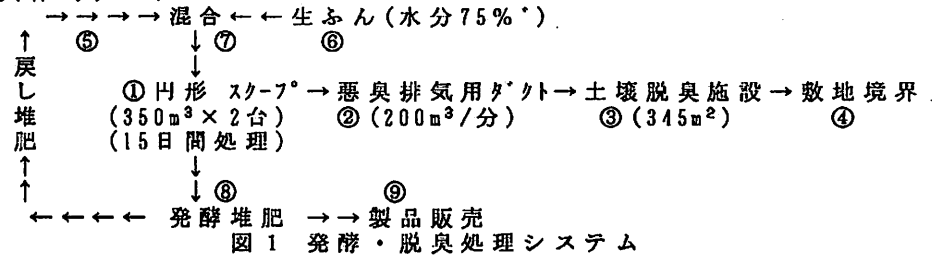 →→→→混合←←生ふん(水分75%*)
↑ ⑤ ↓⑦ ⑥
戻 ↓
し ①円形 スクープ→悪臭排気用ダクト→土壌脱臭施設→敷地境界
堆 (350m³×2台) ②(200m³/分) ③(345m²) ④
肥 (15日間処理)
↑ ↓
↑ ↓⑧ ⑨
←←←← 発酵堆肥 →→製品販売
図1 発酵・脱臭処理システム